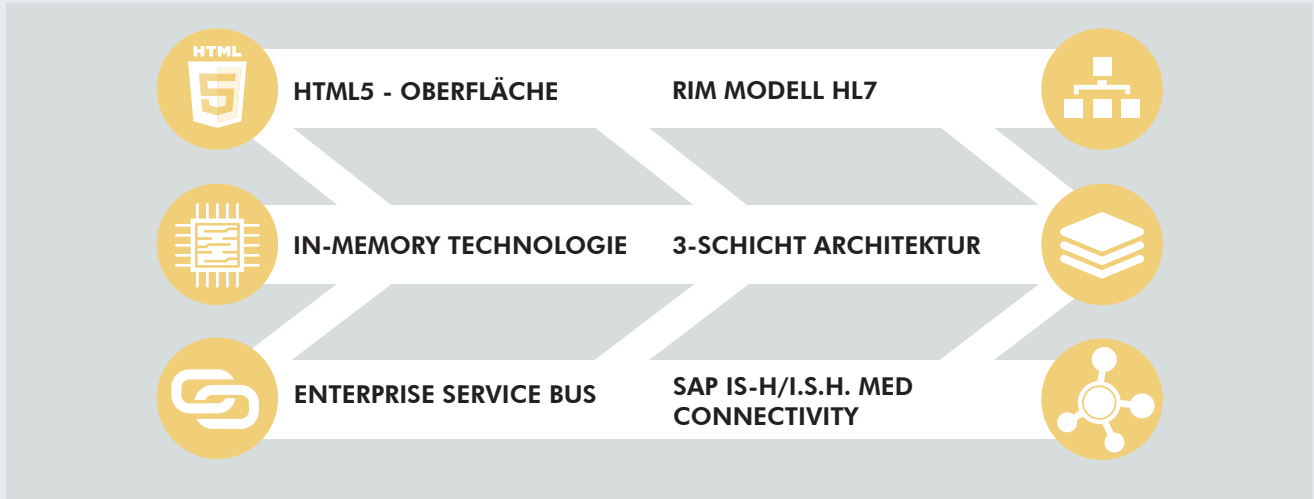 HTML
5
HTML5 - OBERFLÄCHE
RIM MODELL HL7
IN-MEMORY TECHNOLOGIE
3-SCHICHT ARCHITEKTUR
ENTERPRISE SERVICE BUS
SAP IS-H/I.S.H. MED
CONNECTIVITY